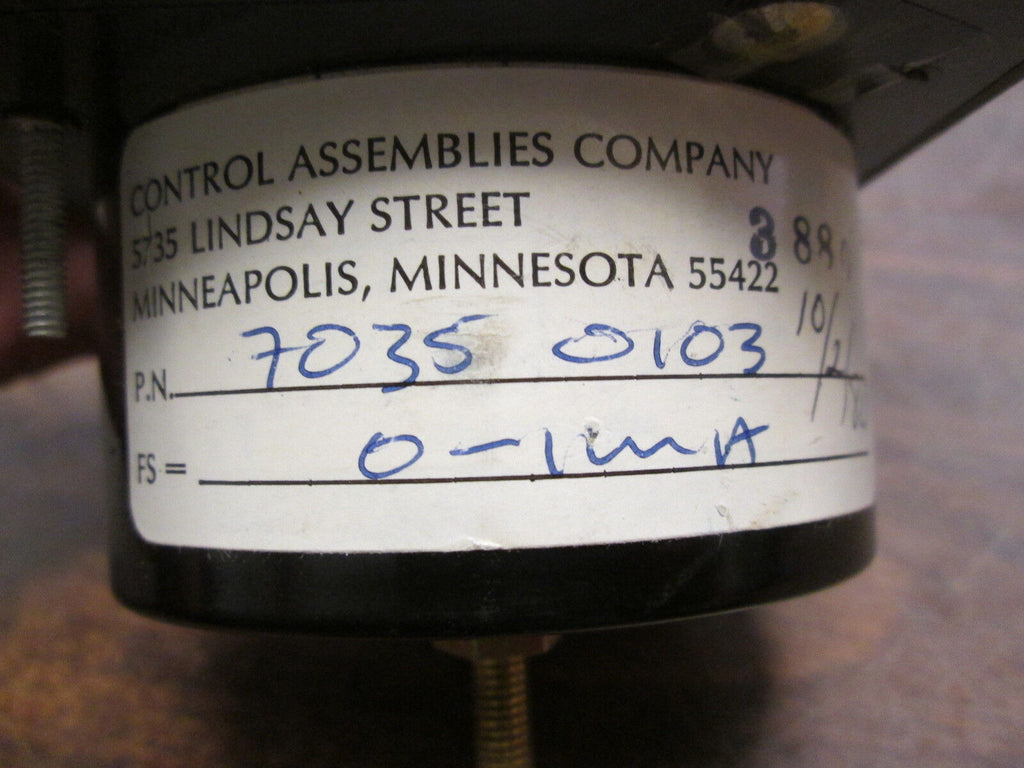 CONTROL ASSEMBLIES COMPANY
5735 LINDSAY STREET
MINNEAPOLIS, MINNESOTA 55422
P.N. 7035 0103
FS = 0-1mA